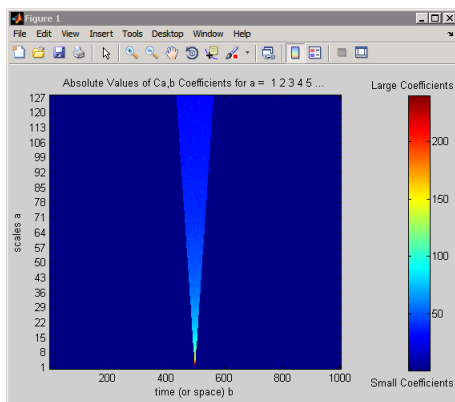 Figure 1
File Edit View Insert Tools Desktop Window Help
Absolute Values of Ca,b Coefficients for a = 1 2 3 4 5 ...
Large Coefficients
127
120
113
106
99
92
85
78
71
64
57
50
43
36
29
22
15
8
1
scales a
200 400 600 800 1000
time (or space) b
200
150
100
50
Small Coefficients